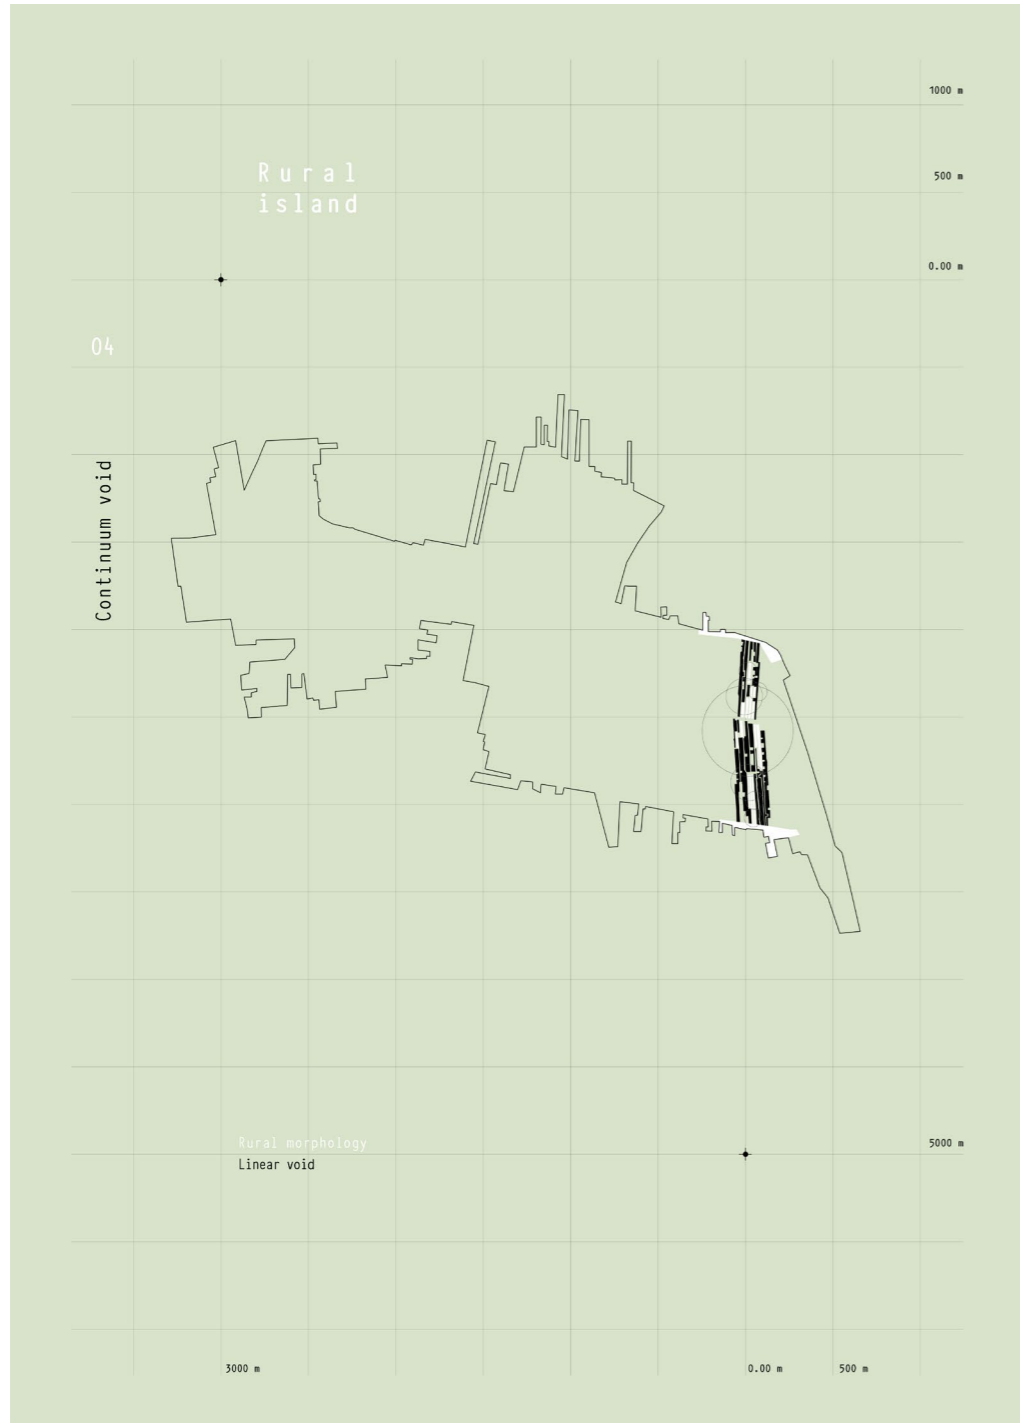 1000 m
Rural
island
500 m
0.00 m
04
Continuum void
5000 m
Rural morphology
Linear void
3000 m
0.00 m
500 m